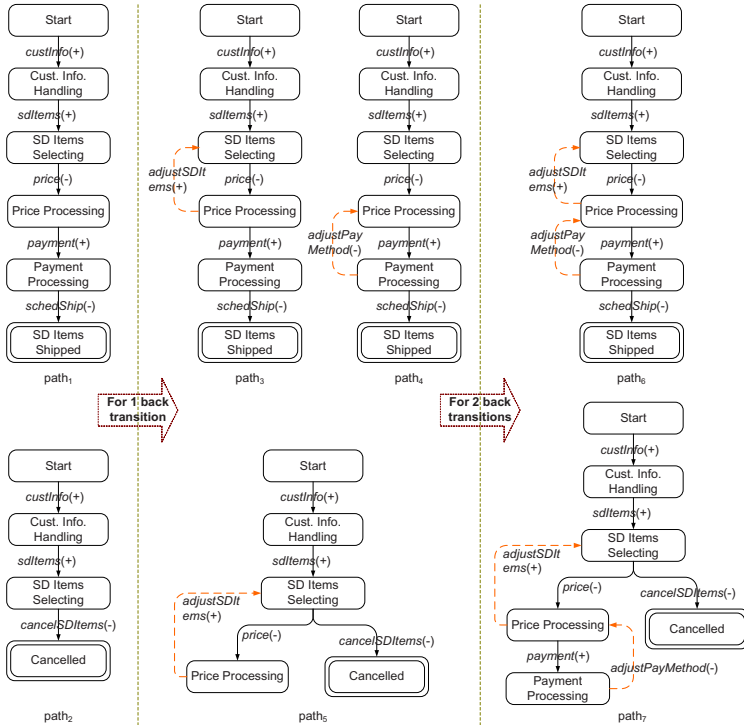 Start
custInfo(+)
Cust. Info.
Handling
sdItems(+)
SD Items
Selecting
price(-)
Price Processing
payment(+)
Payment
Processing
schedShip(-)
SD Items
Shipped
path1
Start
custInfo(+)
Cust. Info.
Handling
sdItems(+)
SD Items
Selecting
adjustSDIt
ems(+)
price(-)
Price Processing
payment(+)
Payment
Processing
schedShip(-)
SD Items
Shipped
path3
Start
custInfo(+)
Cust. Info.
Handling
sdItems(+)
SD Items
Selecting
price(-)
Price Processing
adjustPay
Method(-)
payment(+)
Payment
Processing
schedShip(-)
SD Items
Shipped
path4
Start
custInfo(+)
Cust. Info.
Handling
sdItems(+)
SD Items
Selecting
adjustSDIt
ems(+)
price(-)
Price Processing
adjustPay
Method(-)
payment(+)
Payment
Processing
schedShip(-)
SD Items
Shipped
path6
For 1 back
transition
For 2 back
transitions
Start
custInfo(+)
Cust. Info.
Handling
sdItems(+)
SD Items
Selecting
cancelSDItems(-)
Cancelled
path2
Start
custInfo(+)
Cust. Info.
Handling
sdItems(+)
SD Items
Selecting
adjustSDIt
ems(+)
price(-)
cancelSDItems(-)
Price Processing
Cancelled
path5
Start
custInfo(+)
Cust. Info.
Handling
sdItems(+)
SD Items
Selecting
adjustSDIt
ems(+)
price(-)
cancelSDItems(-)
Price Processing
Cancelled
payment(+)
adjustPayMethod(-)
Payment
Processing
path7